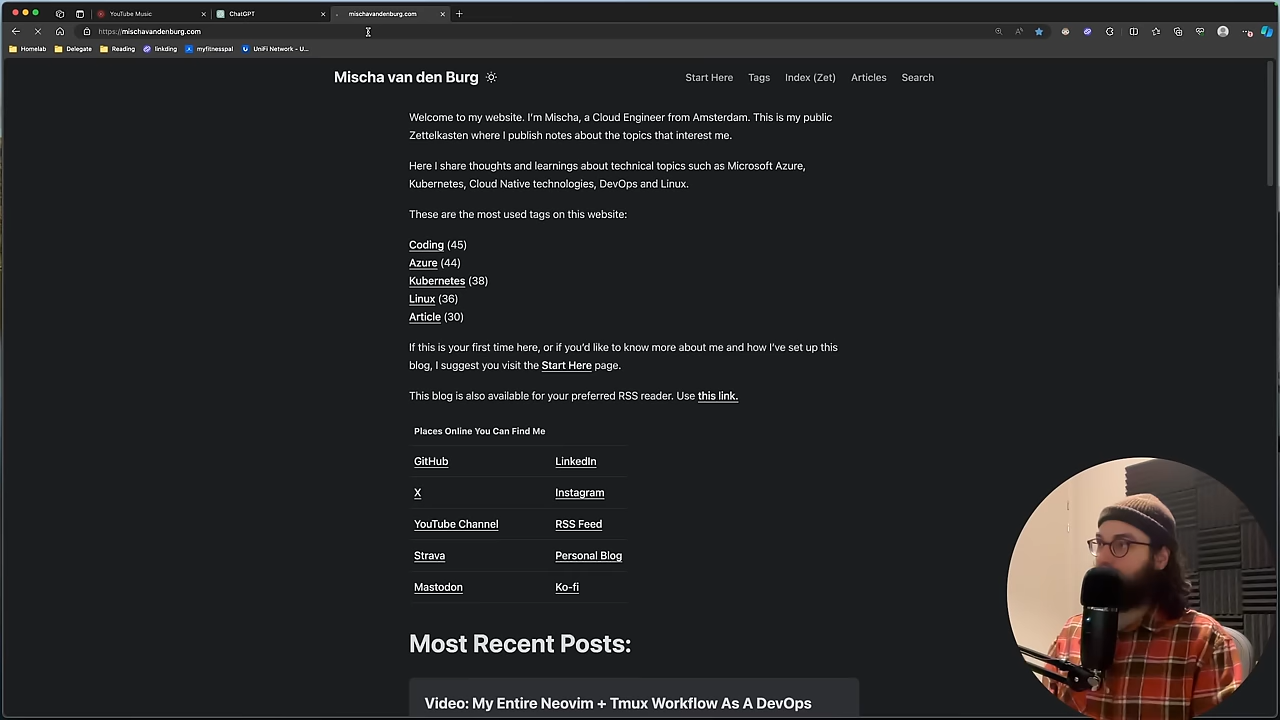 YouTube Music
ChatGPT
mischavandenburg.com
https://mischavandenburg.com
Homelab
Delegate
Reading
linkding
myfitnesspal
UniFi Network - U...
Mischa van den Burg
Start Here
Tags
Index (Zet)
Articles
Search
Welcome to my website. I'm Mischa, a Cloud Engineer from Amsterdam. This is my public
Zettelkasten where I publish notes about the topics that interest me.
Here I share thoughts and learnings about technical topics such as Microsoft Azure,
Kubernetes, Cloud Native technologies, DevOps and Linux.
These are the most used tags on this website:
Coding (45)
Azure (44)
Kubernetes (38)
Linux (36)
Article (30)
If this is your first time here, or if you'd like to know more about me and how I've set up this
blog, I suggest you visit the Start Here page.
This blog is also available for your preferred RSS reader. Use this link.
Places Online You Can Find Me
GitHub
LinkedIn
X
Instagram
YouTube Channel
RSS Feed
Strava
Personal Blog
Mastodon
Ko-fi
Most Recent Posts:
Video: My Entire Neovim + Tmux Workflow As A DevOps